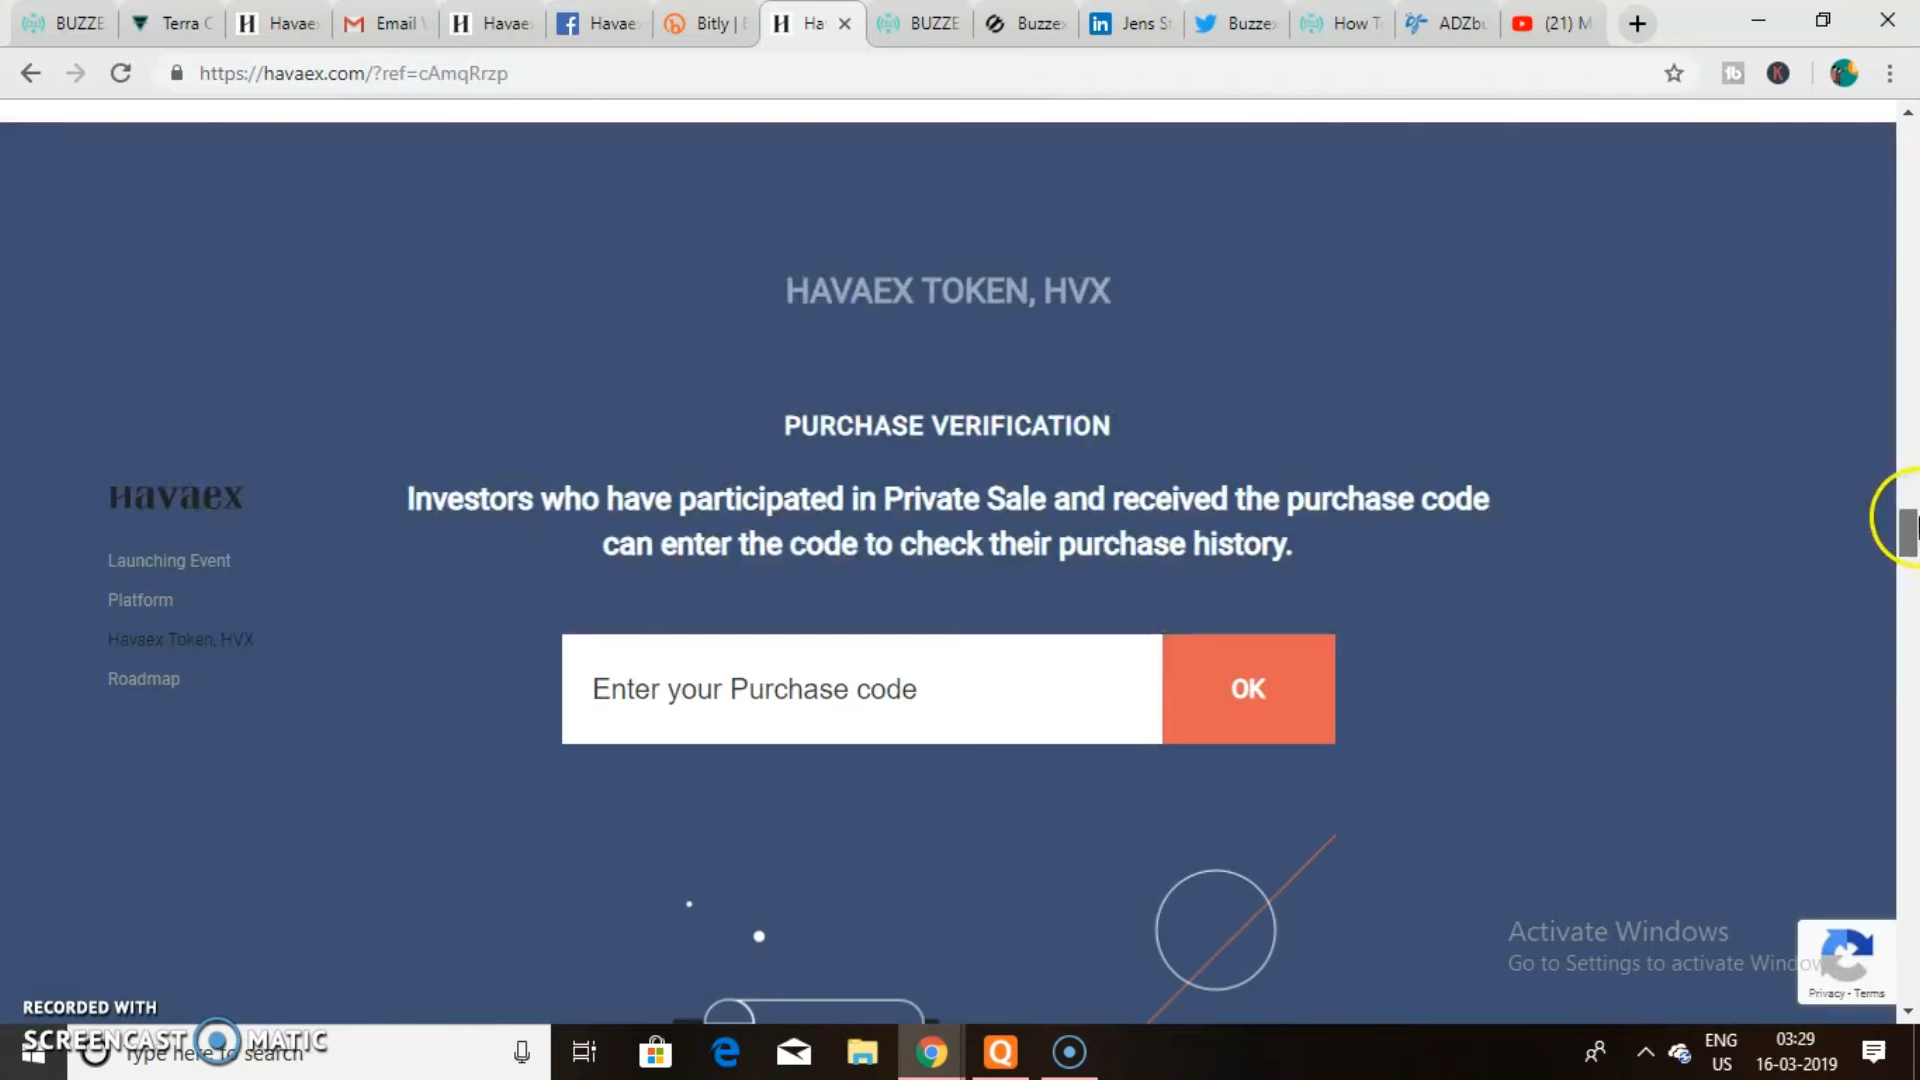 BUZZE
Terra C
Havae
Email
Havae
Havae
Bitly | B
Ha
BUZZE
Buzze
Jens S
Buzze
How T
ADZbu
(21) M
https://havaex.com/?ref=cAmqRrzp
HAVAEX TOKEN, HVX
PURCHASE VERIFICATION
Investors who have participated in Private Sale and received the purchase code
can enter the code to check their purchase history.
Havaex
Launching Event
Platform
Havaex Token, HVX
Roadmap
Enter your Purchase code
OK
Activate Windows
Go to Settings to activate Windows
Privacy - Terms
RECORDED WITH
SCREENCAST MATIC
Type here to search
ENG
US
03:29
16-03-2019